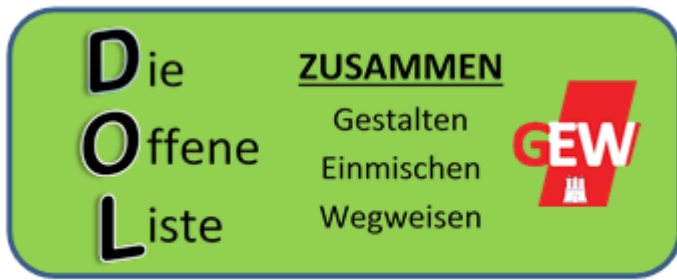 Die
Offene
Liste
ZUSAMMEN
Gestalten
Einmischen
Wegweisen
GEW